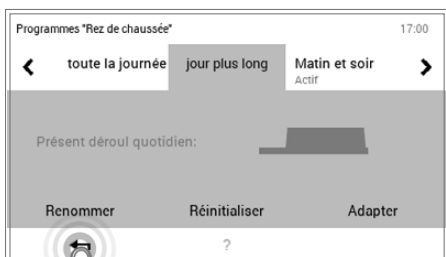 Programmes "Rez de chaussée" 17:00
toute la journée jour plus long Matin et soir
Actif
Présent déroul quotidien:
Renommer Réinitialiser Adapter
?